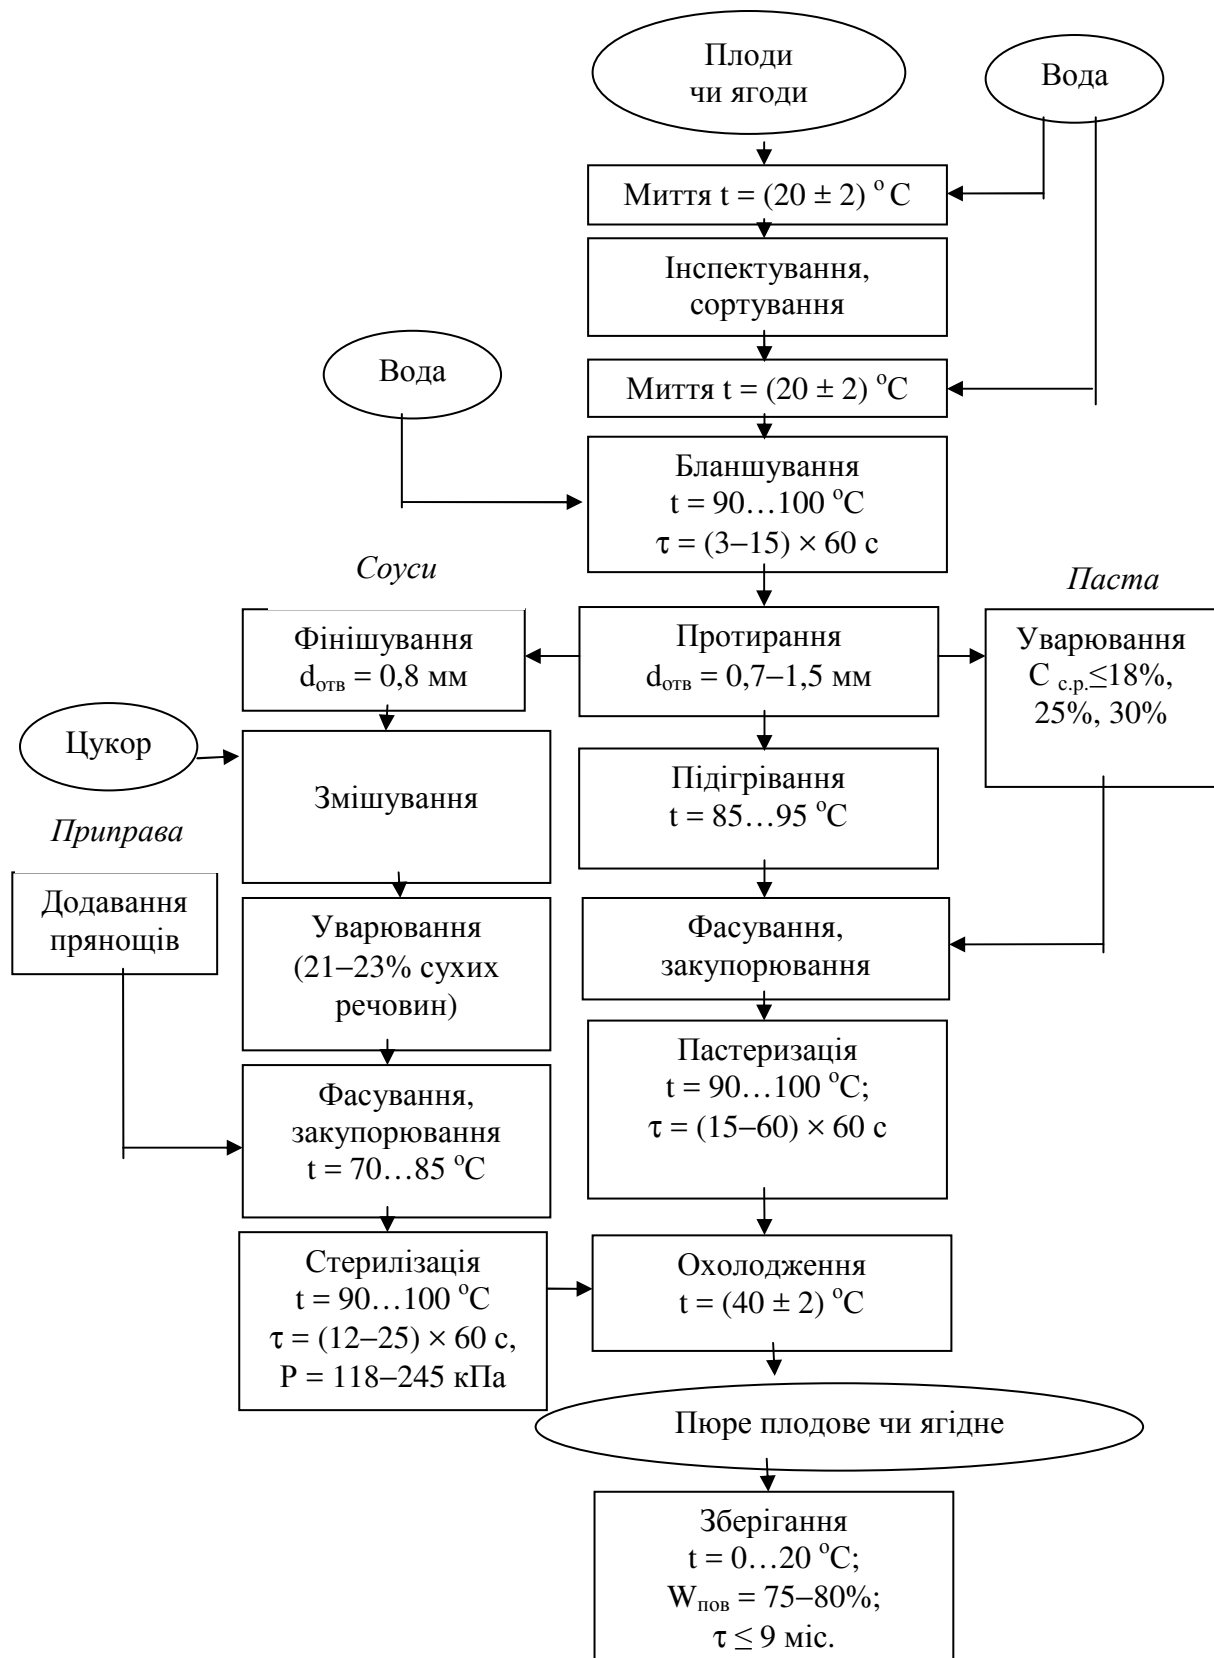 Плоди
чи ягоди
Вода
Миття t = (20 ± 2) °C
Інспектування,
сортування
Вода
Миття t = (20 ± 2) °C
Бланшування
t = 90…100 °C
τ = (3–15) × 60 с
Соуси
Паста
Фінішування
dотв = 0,8 мм
Протирання
dотв = 0,7–1,5 мм
Уварювання
С с.р.≤18%,
25%, 30%
Цукор
Змішування
Підігрівання
t = 85…95 °C
Приправа
Додавання
прянощів
Уварювання
(21–23% сухих
речовин)
Фасування,
закупорювання
Пастеризація
t = 90…100 °C;
τ = (15–60) × 60 с
Фасування,
закупорювання
t = 70…85 °C
Стерилізація
t = 90…100 °C
τ = (12–25) × 60 с,
P = 118–245 кПа
Охолодження
t = (40 ± 2) °C
Пюре плодове чи ягідне
Зберігання
t = 0…20 °C;
Wпов = 75–80%;
τ ≤ 9 міс.